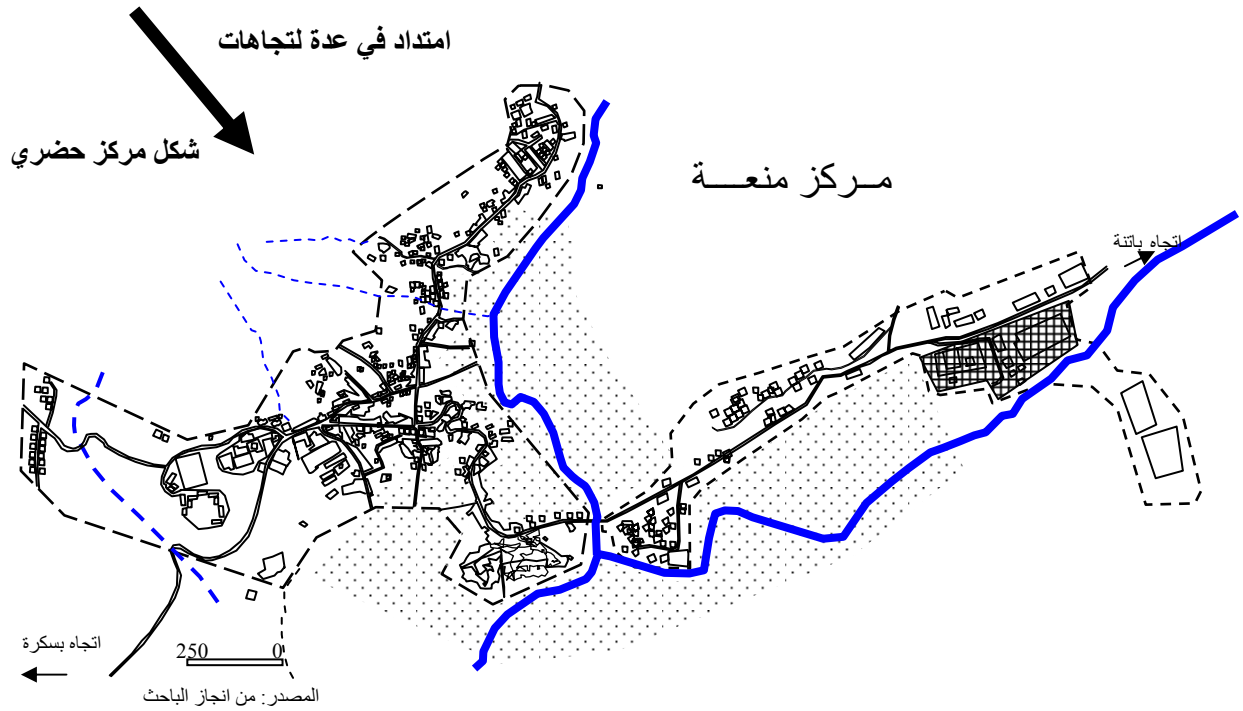 امتداد في عدة لتجاهات
شكل مركز حضري
مـركز منعـــة
اتجاه باتنة
اتجاه بسكرة
250 0
المصدر: من انجاز الباحث